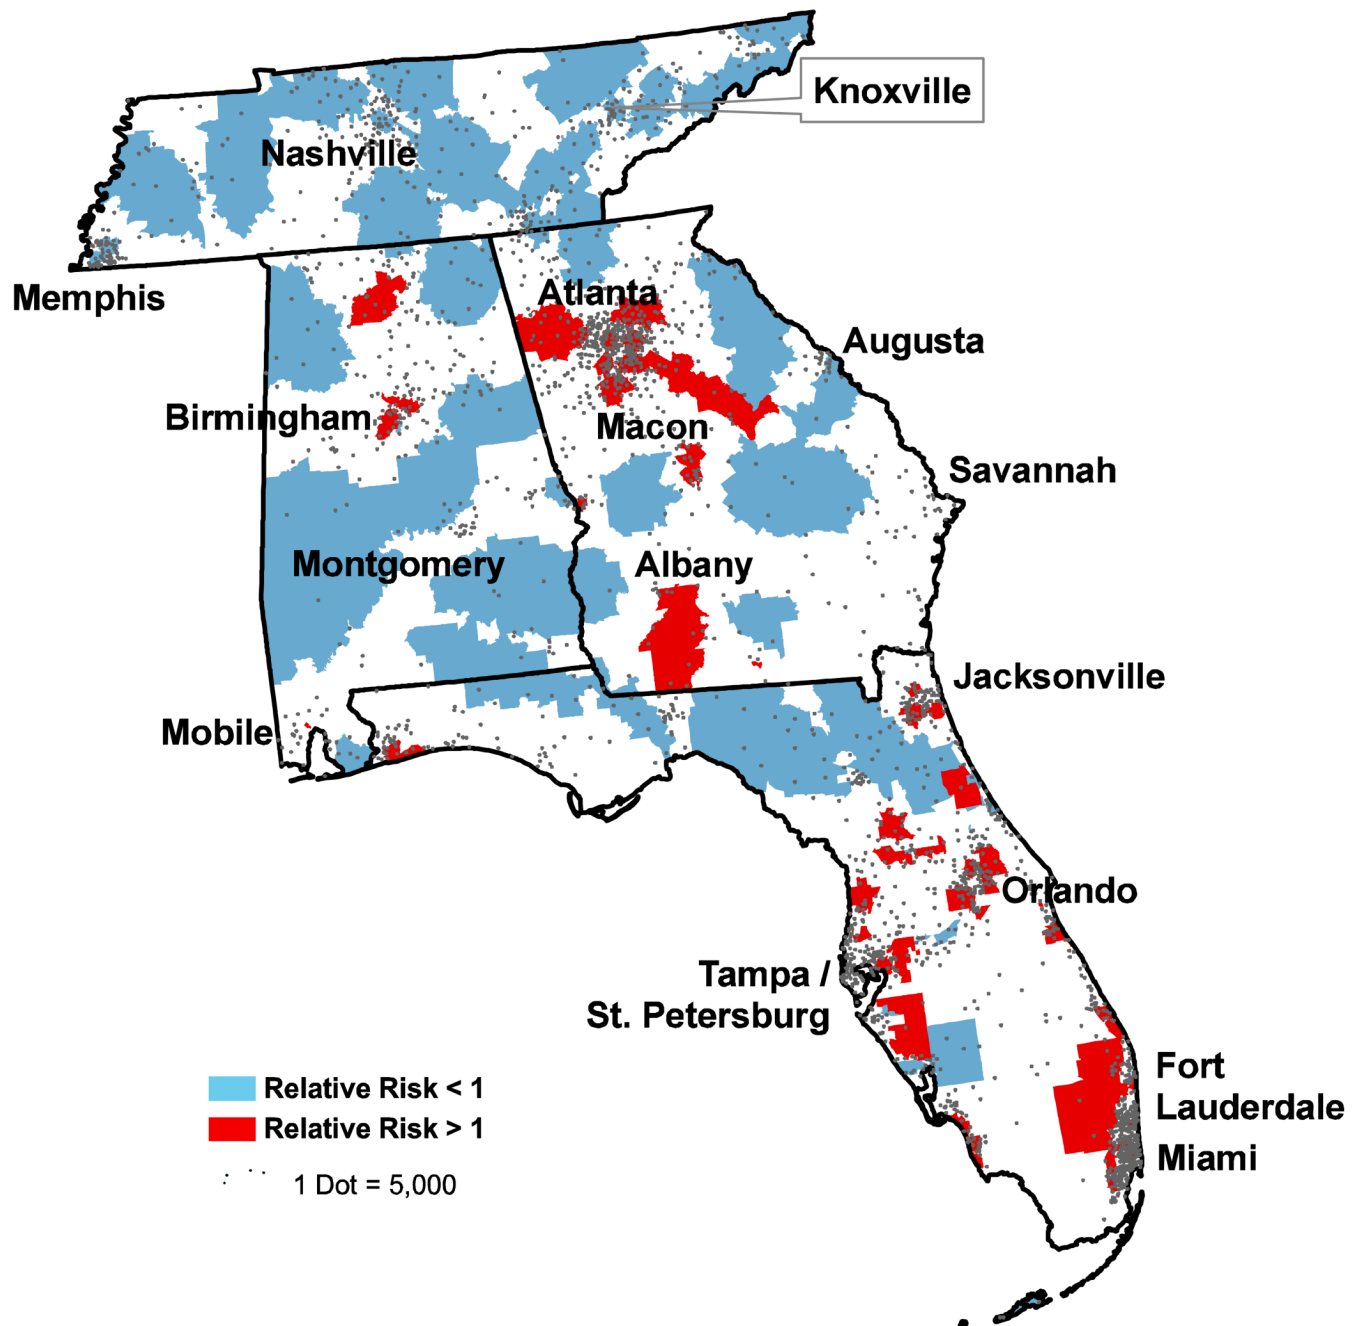 Knoxville
Nashville
Memphis
Atlanta
Augusta
Birmingham
Macon
Savannah
Montgomery
Albany
Jacksonville
Mobile
Orlando
Tampa /
St. Petersburg
Fort
Lauderdale
Miami
Relative Risk < 1
Relative Risk > 1
1 Dot = 5,000